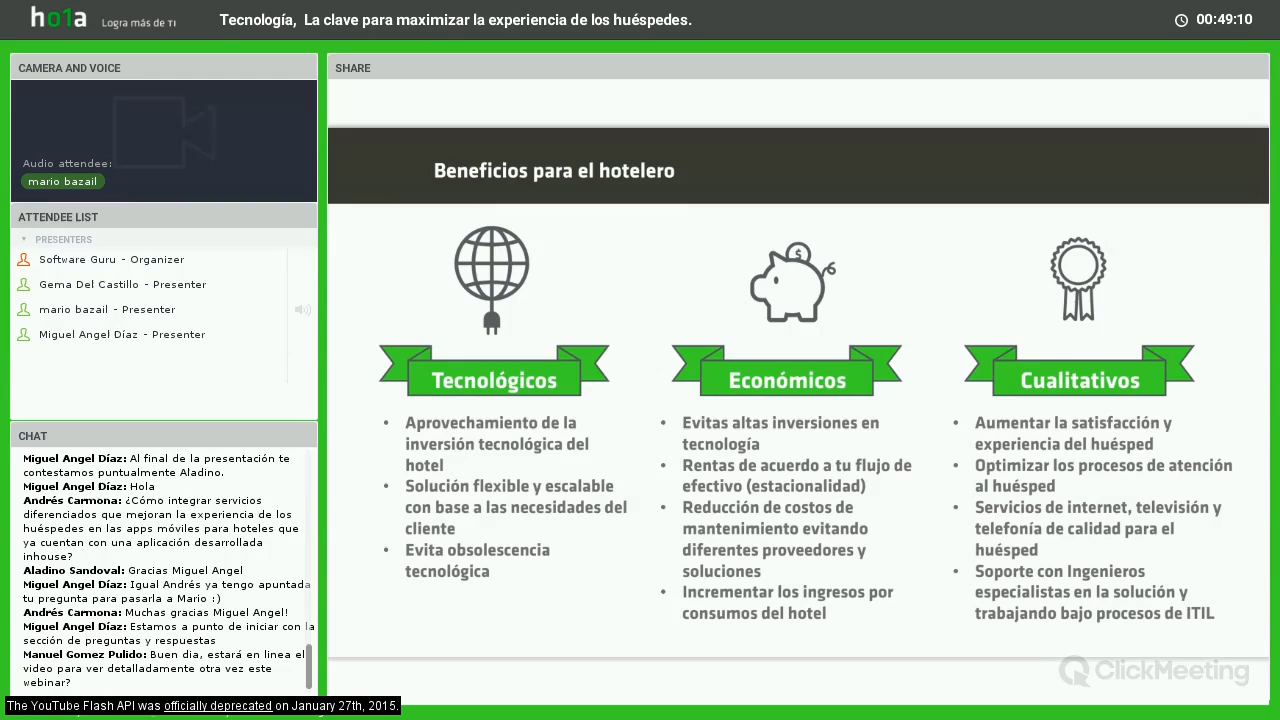 ho1a
Logra más de TI
Tecnología, La clave para maximizar la experiencia de los huéspedes.
00:49:10
CAMERA AND VOICE
Audio attendee:
mario bazail
ATTENDEE LIST
PRESENTERS
Software Guru - Organizer
Gema Del Castillo - Presenter
mario bazail - Presenter
Miguel Angel Díaz - Presenter
CHAT
Miguel Angel Díaz: Al final de la presentación te
contestamos puntualmente Aladino.
Miguel Angel Díaz: Hola
Andrés Carmona: ¿Cómo integrar servicios
diferenciados que mejoran la experiencia de los
huéspedes en las apps móviles para hoteles que
ya cuentan con una aplicación desarrollada
inhouse?
Aladino Sandoval: Gracias Miguel Angel
Miguel Angel Díaz: Igual Andrés ya tengo apuntada
tu pregunta para pasarla a Mario :)
Andrés Carmona: Muchas gracias Miguel Angel!
Miguel Angel Díaz: Estamos a punto de iniciar con la
sección de preguntas y respuestas
Manuel Gomez Pulido: Buen dia, estará en linea el
video para ver detalladamente otra vez este
webinar?
The YouTube Flash API was officially deprecated on January 27th, 2015.
SHARE
Beneficios para el hotelero
$
Tecnológicos
Aprovechamiento de la
inversión tecnológica del
hotel
Solución flexible y escalable
con base a las necesidades del
cliente
Evita obsolescencia
tecnológica
Económicos
Evitas altas inversiones en
tecnología
Rentas de acuerdo a tu flujo de
efectivo (estacionalidad)
Reducción de costos de
mantenimiento evitando
diferentes proveedores y
soluciones
Incrementar los ingresos por
consumos del hotel
Cualitativos
Aumentar la satisfacción y
experiencia del huésped
Optimizar los procesos de atención
al huésped
Servicios de internet, televisión y
telefonía de calidad para el
huésped
Soporte con Ingenieros
especialistas en la solución y
trabajando bajo procesos de ITIL
ClickMeeting